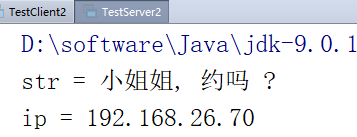 TestClient2 TestServer2
D:\software\Java\jdk-9.0.1
str = 小姐姐, 约吗 ?
ip = 192.168.26.70